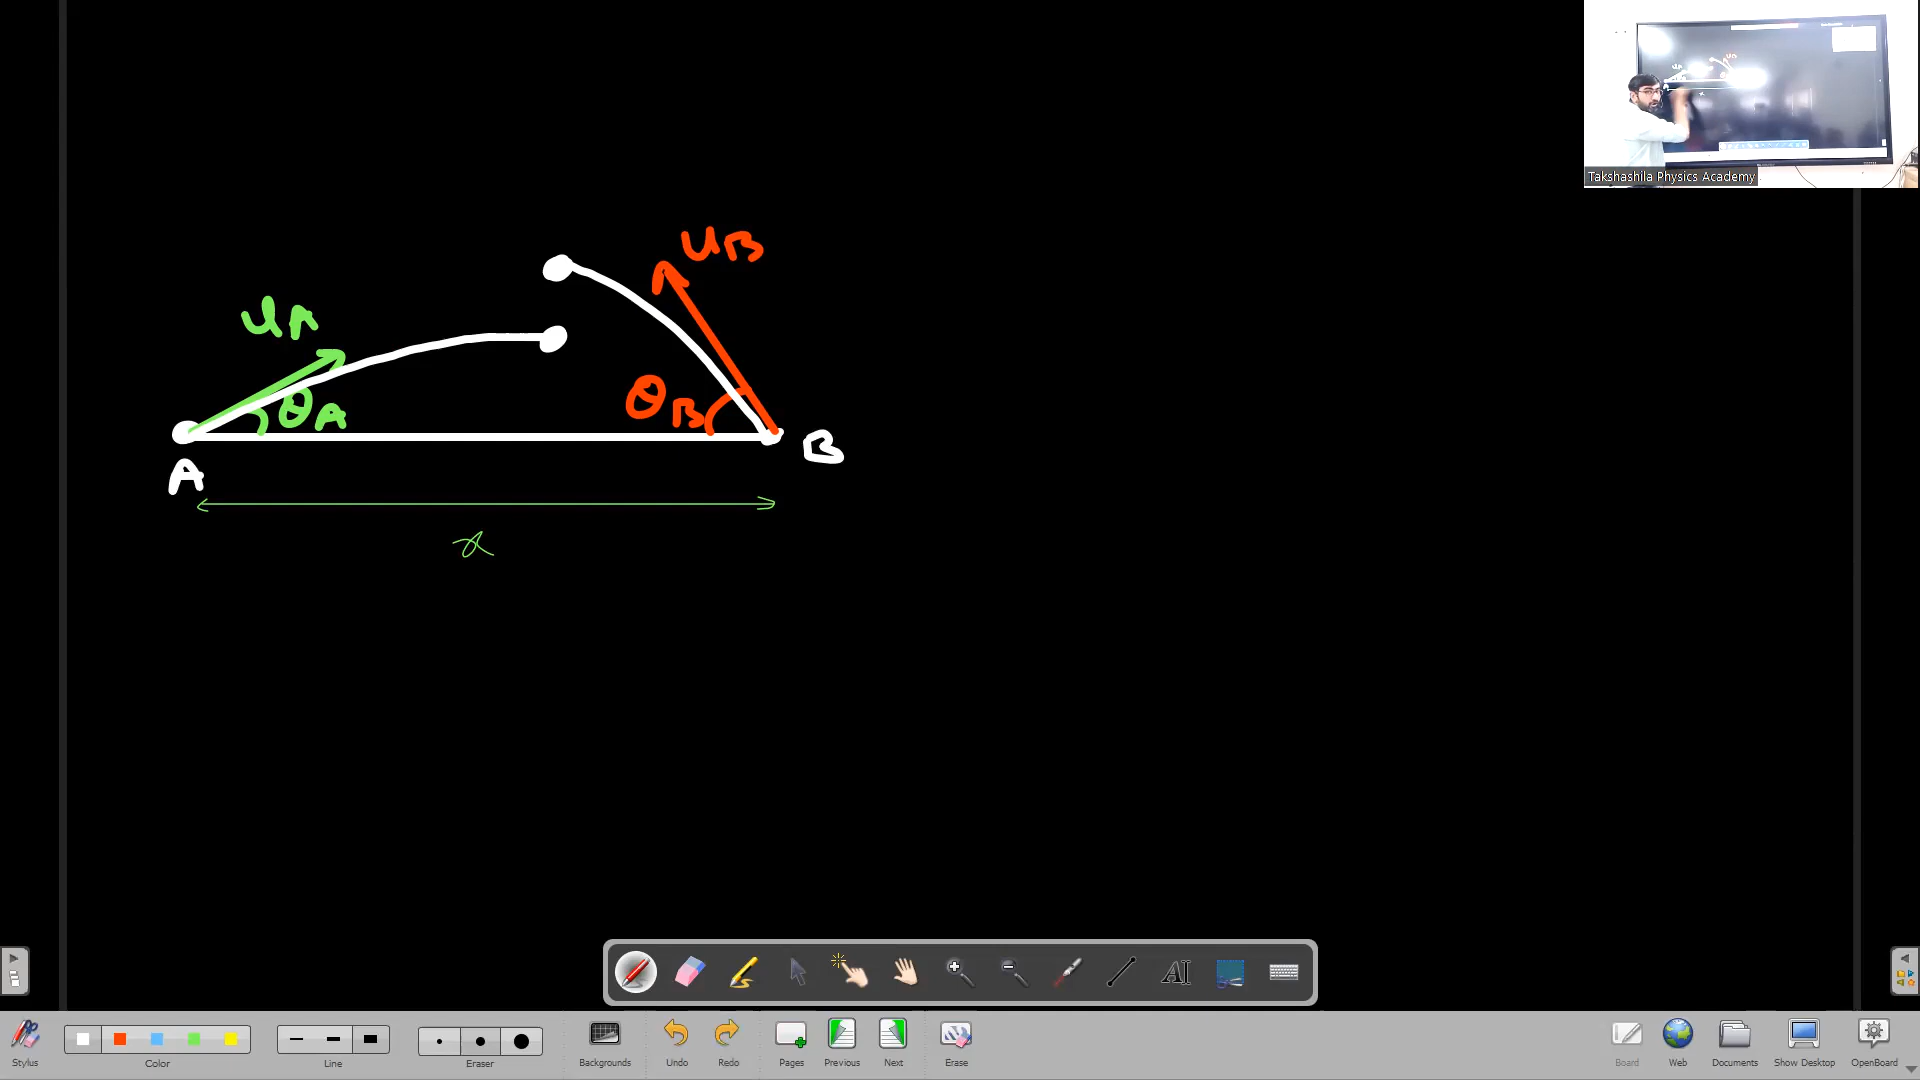 Takshashila Physics Academy
uB
uA
θA
θB
B
A
x
Stylus
Color
Line
Eraser
Backgrounds
Undo
Redo
Pages
Previous
Next
Erase
Board
Web
Documents
Show Desktop
OpenBoard
AI